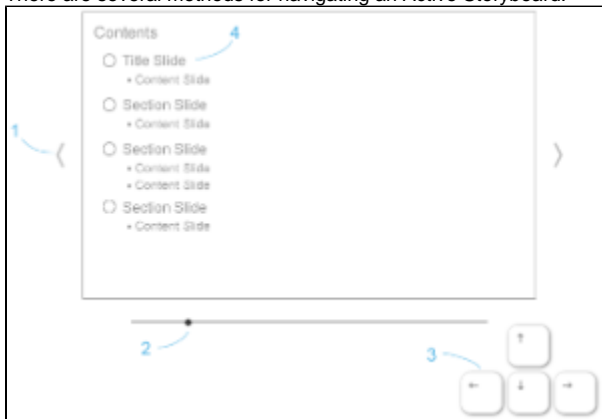 There are several methods for navigating an Active Storyboard.
Contents
4
Title Slide
• Content Slide
Section Slide
• Content Slide
1
Section Slide
• Content Slide
• Content Slide
Section Slide
• Content Slide
2
3
↑
← ↓ →